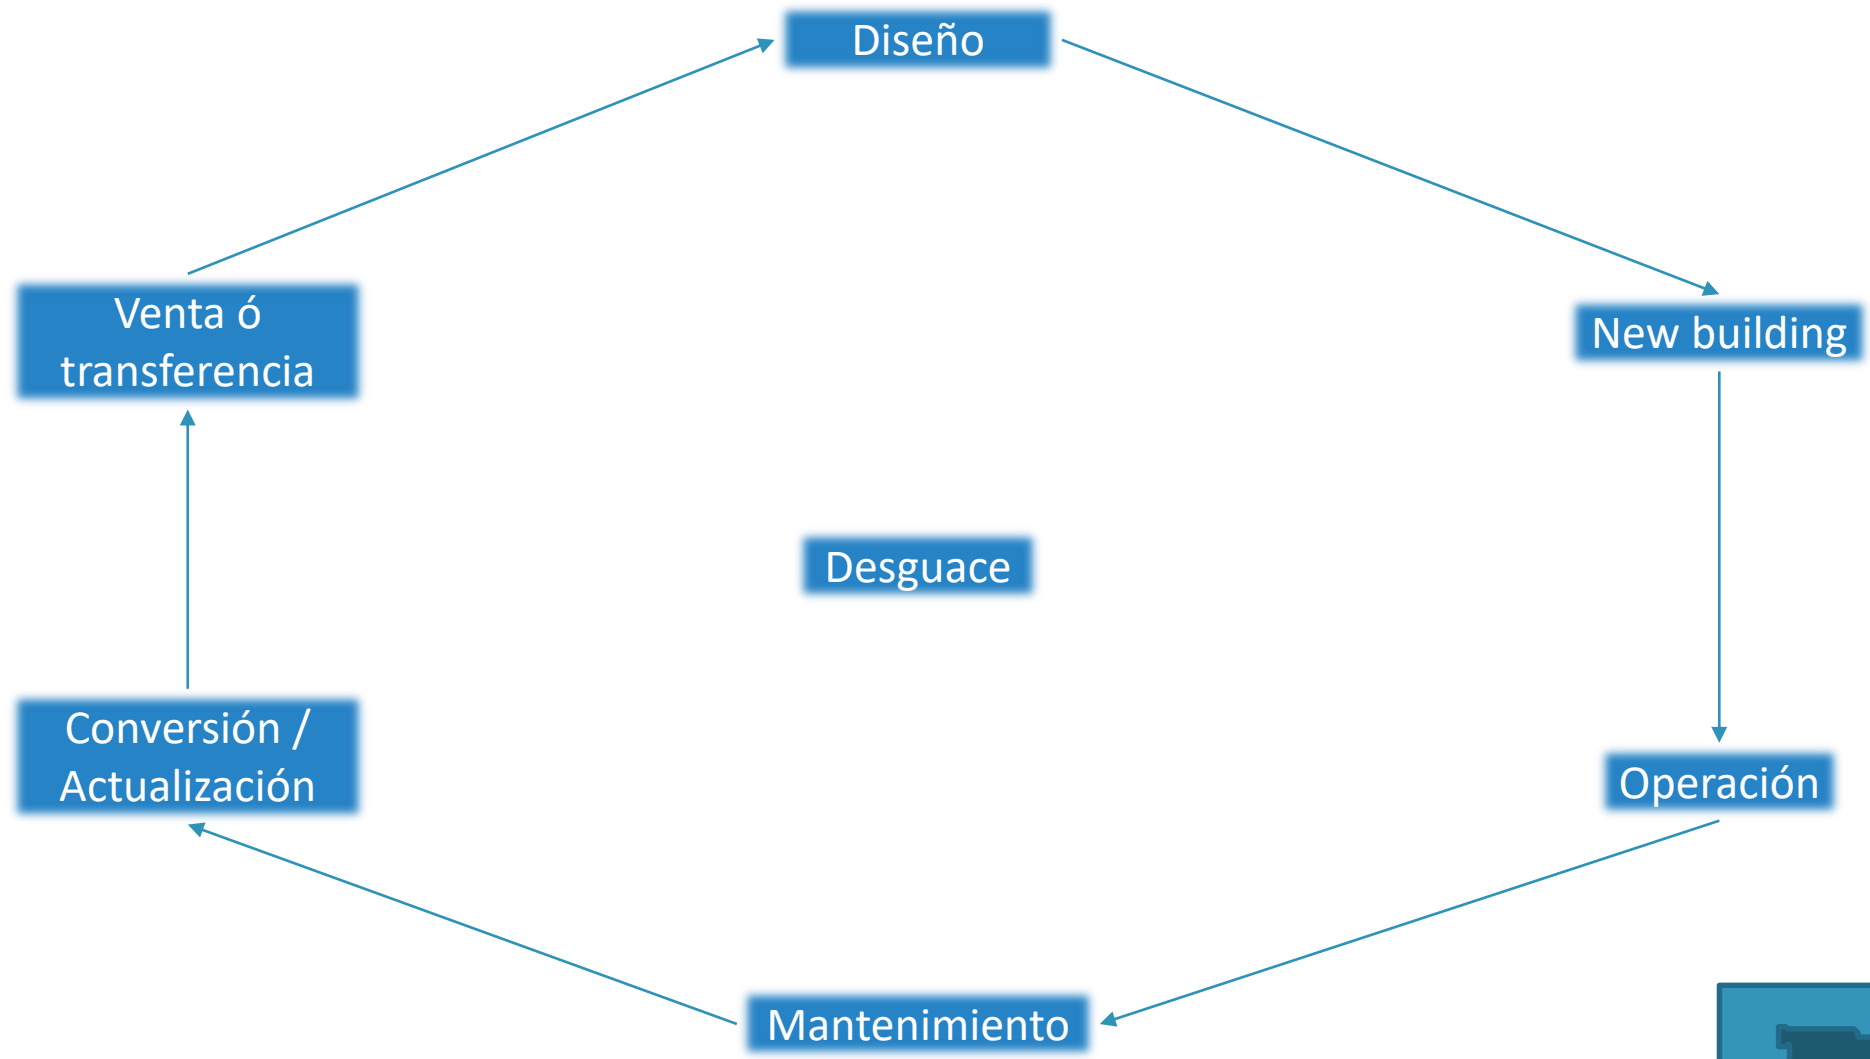 Diseño
Venta ó
transferencia
New building
Desguace
Conversión /
Actualización
Operación
Mantenimiento